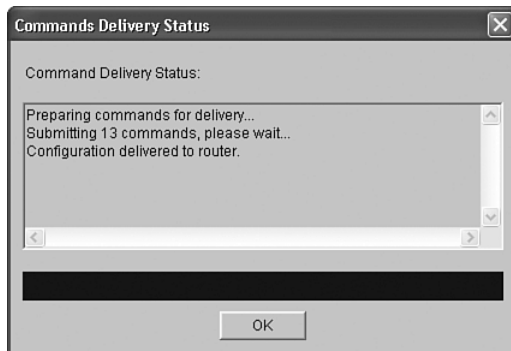 Commands Delivery Status
Command Delivery Status:
Preparing commands for delivery...
Submitting 13 commands, please wait...
Configuration delivered to router.
OK